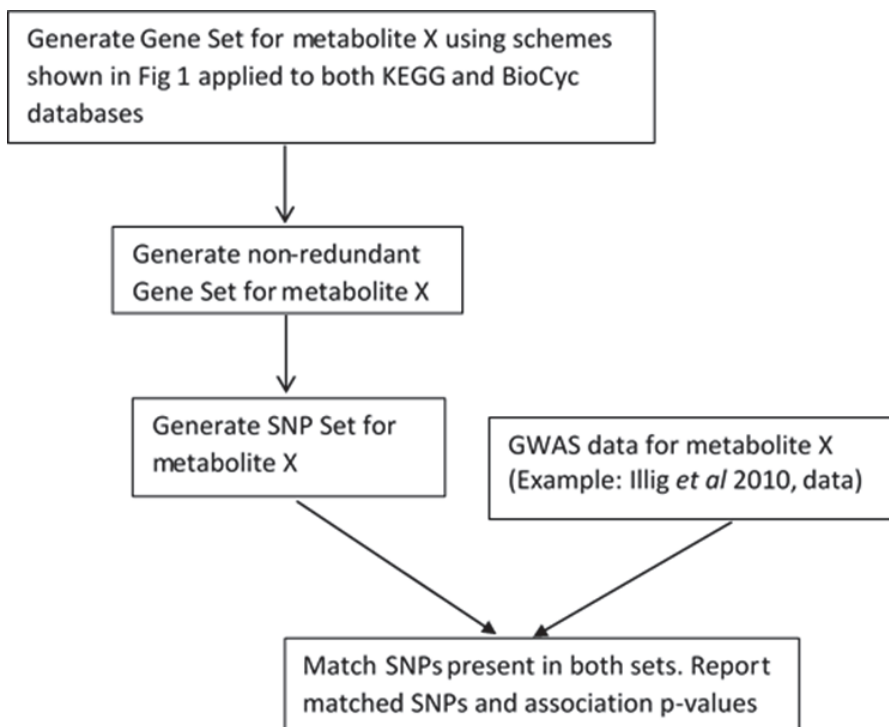 Generate Gene Set for metabolite X using schemes
shown in Fig 1 applied to both KEGG and BioCyc
databases
Generate non-redundant
Gene Set for metabolite X
Generate SNP Set for
metabolite X
GWAS data for metabolite X
(Example: Illig et al 2010, data)
Match SNPs present in both sets. Report
matched SNPs and association p-values